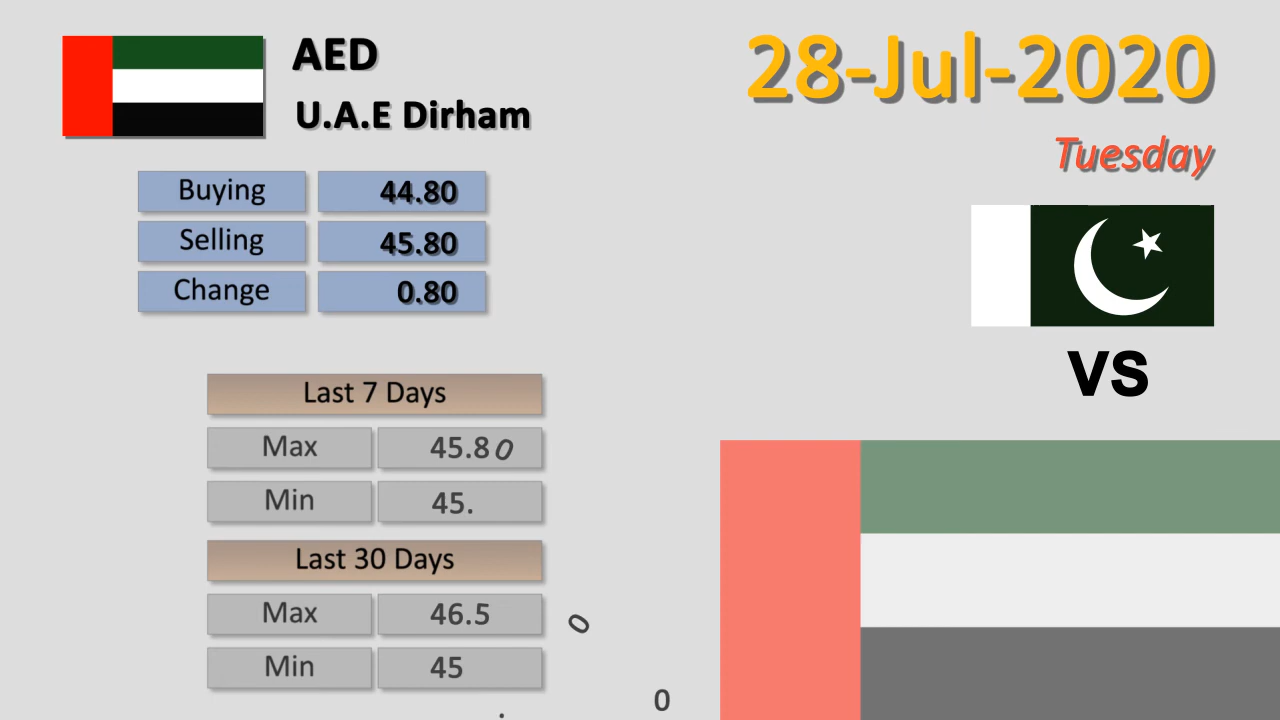 AED
U.A.E Dirham
28-Jul-2020
Tuesday
Buying 44.80
Selling 45.80
Change 0.80
VS
Last 7 Days
Max 45.80
Min 45.
Last 30 Days
Max 46.5 0
Min 45
. 0